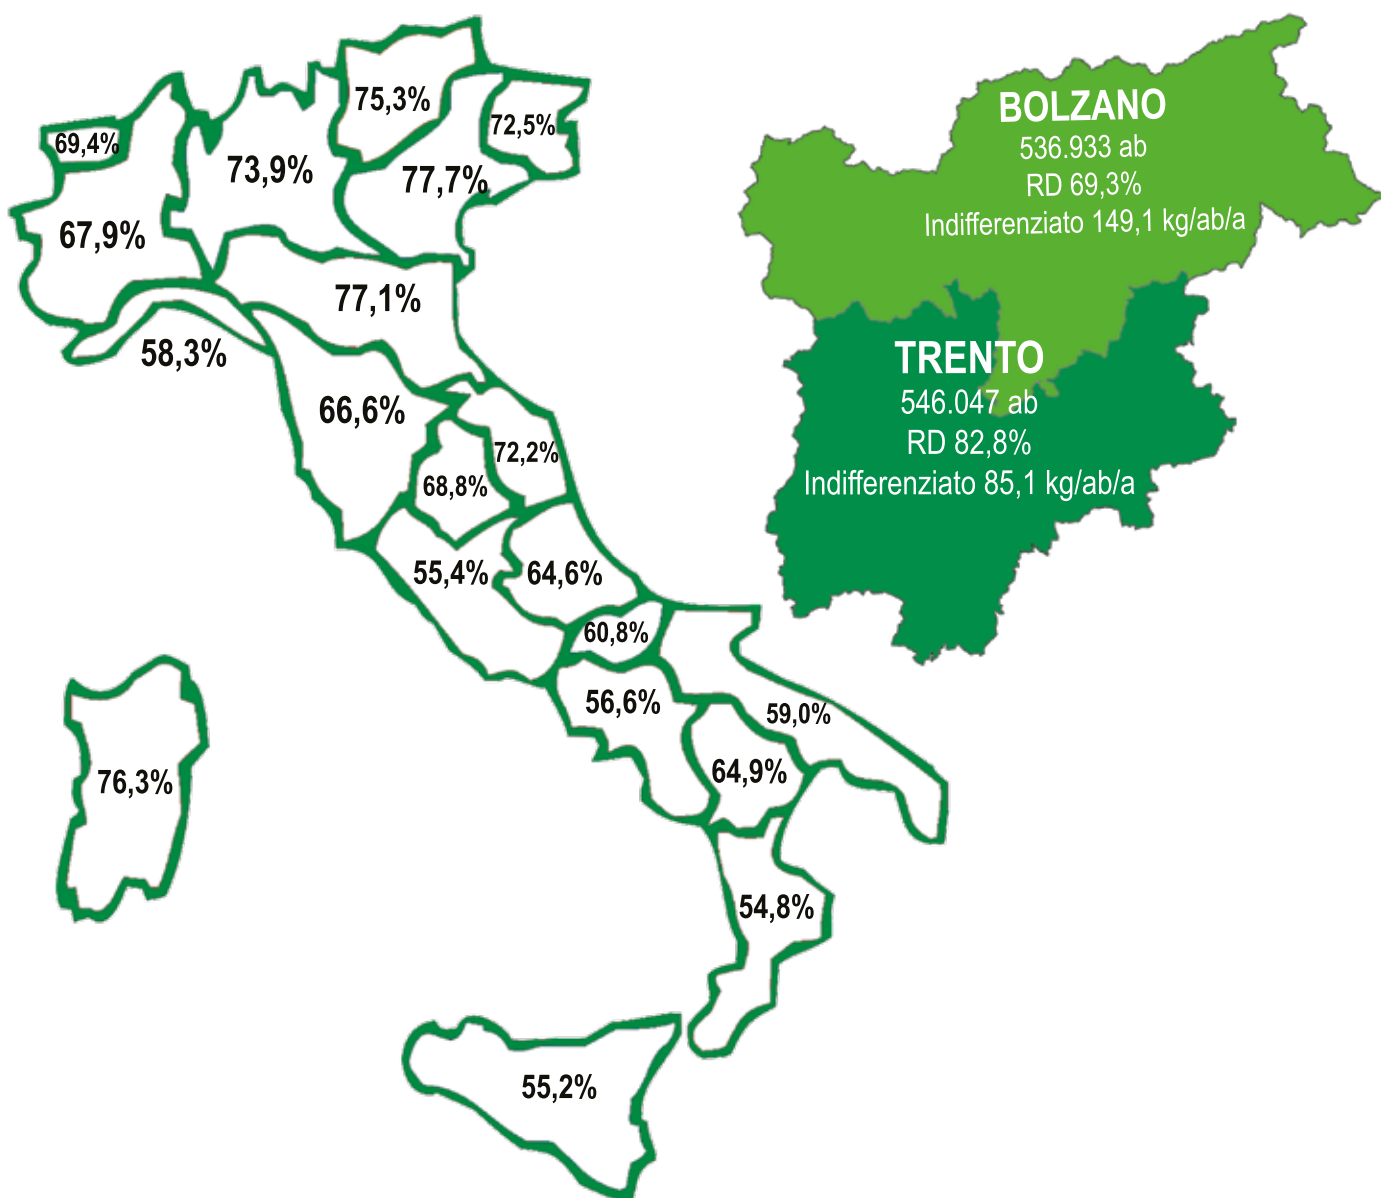 75,3%
72,5%
69,4%
73,9%
77,7%
67,9%
77,1%
58,3%
66,6%
72,2%
68,8%
55,4%
64,6%
60,8%
56,6%
59,0%
64,9%
76,3%
54,8%
55,2%
BOLZANO
536.933 ab
RD 69,3%
Indifferenziato 149,1 kg/ab/a
TRENTO
546.047 ab
RD 82,8%
Indifferenziato 85,1 kg/ab/a